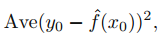 Ave(y₀ − f̂(x₀))²,